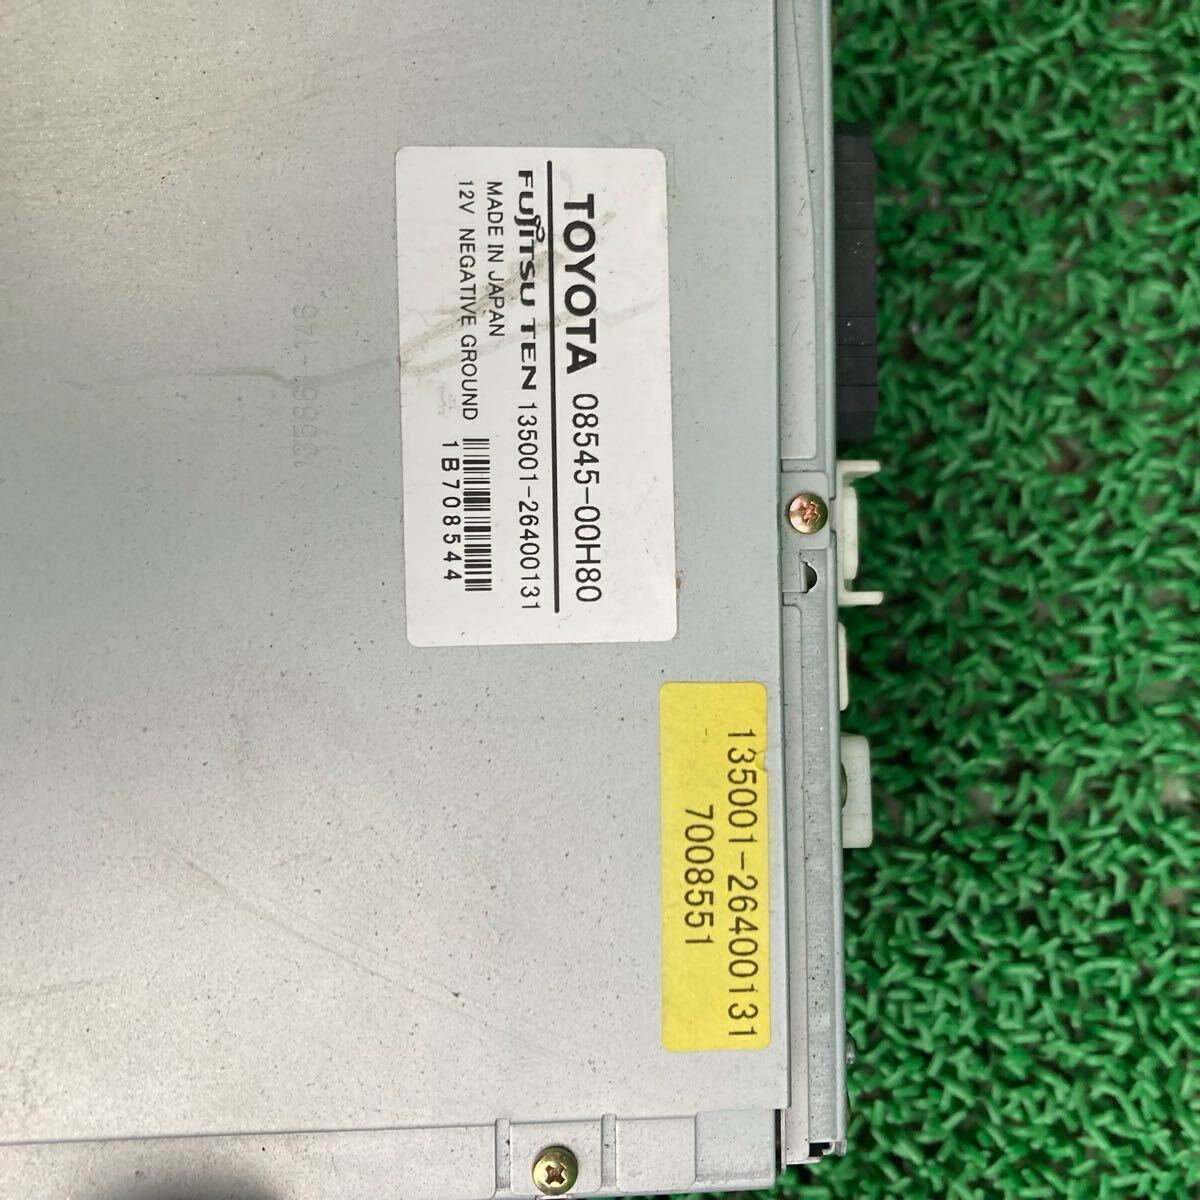 TOYOTA 08545-00H80
FUJITSU TEN 135001-26400131
MADE IN JAPAN
12V NEGATIVE GROUND
1B708544
135001-26400131
7008551